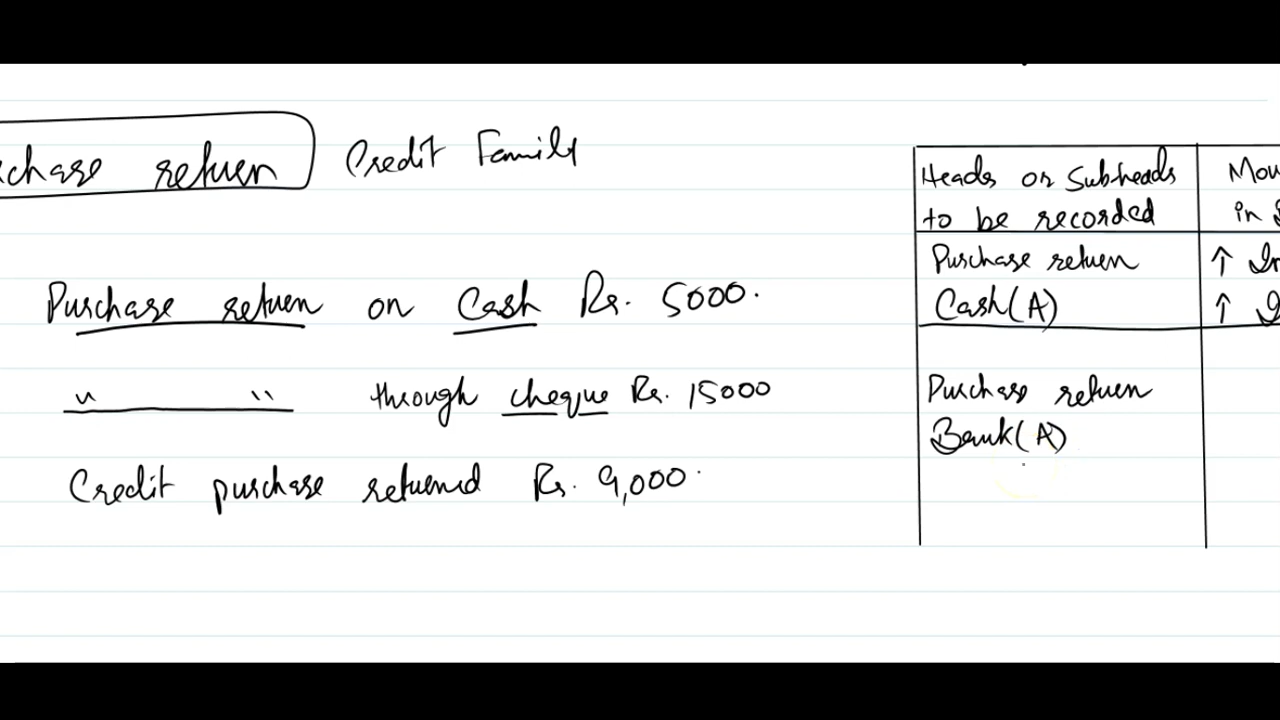 chase return Credit Family
Purchase return on Cash Rs. 5000.
" " through cheque Rs. 15000
Credit purchase returned Rs. 9,000.
Heads or Subheads
to be recorded
Purchase return ↑
Cash(A) ↑
Purchase return
Bank(A)
in